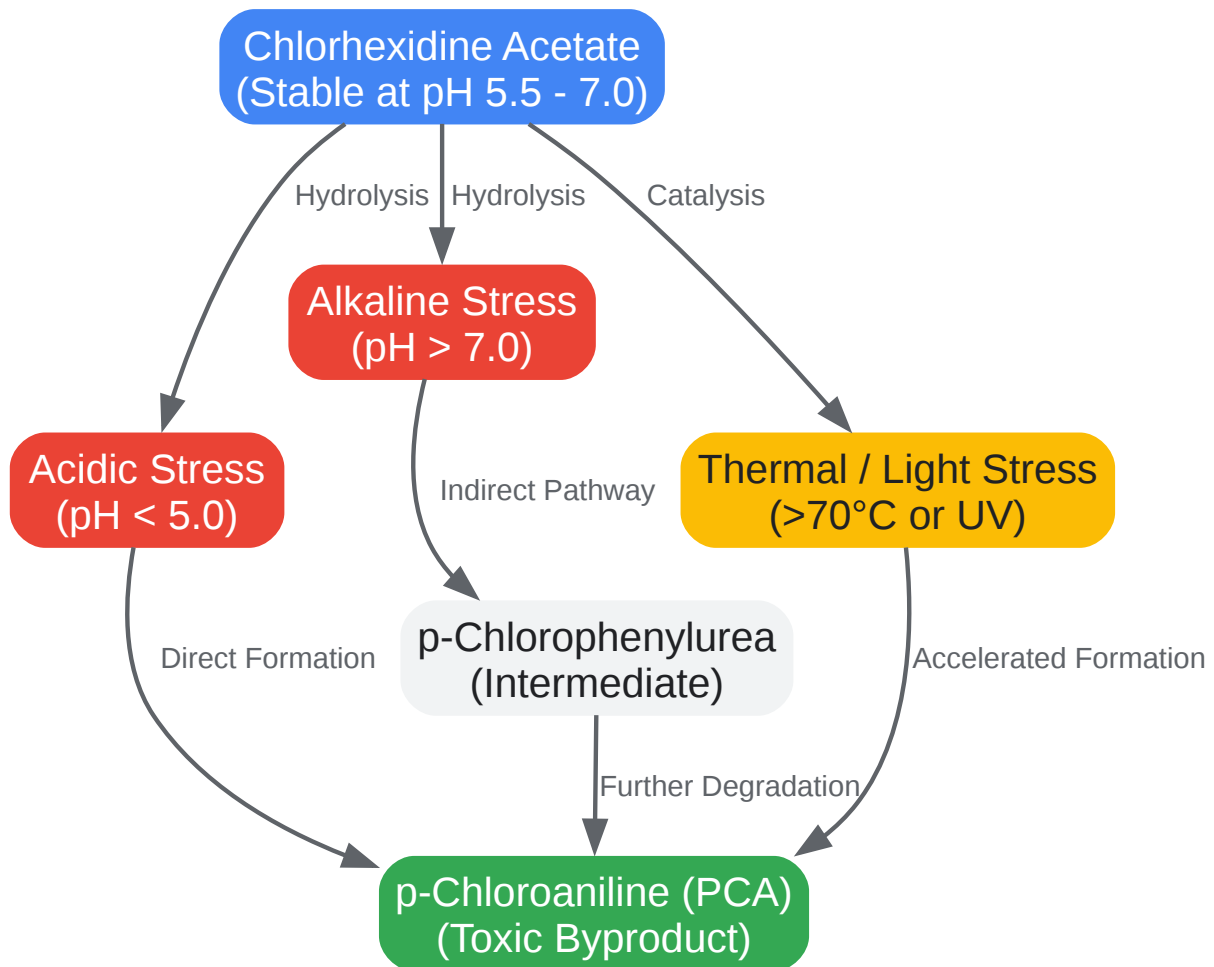 Chlorhexidine Acetate
(Stable at pH 5.5 - 7.0)
Hydrolysis
Hydrolysis
Catalysis
Alkaline Stress
(pH > 7.0)
Acidic Stress
(pH < 5.0)
Indirect Pathway
Thermal / Light Stress
(>70°C or UV)
Direct Formation
p-Chlorophenylurea
(Intermediate)
Accelerated Formation
Further Degradation
p-Chloroaniline (PCA)
(Toxic Byproduct)